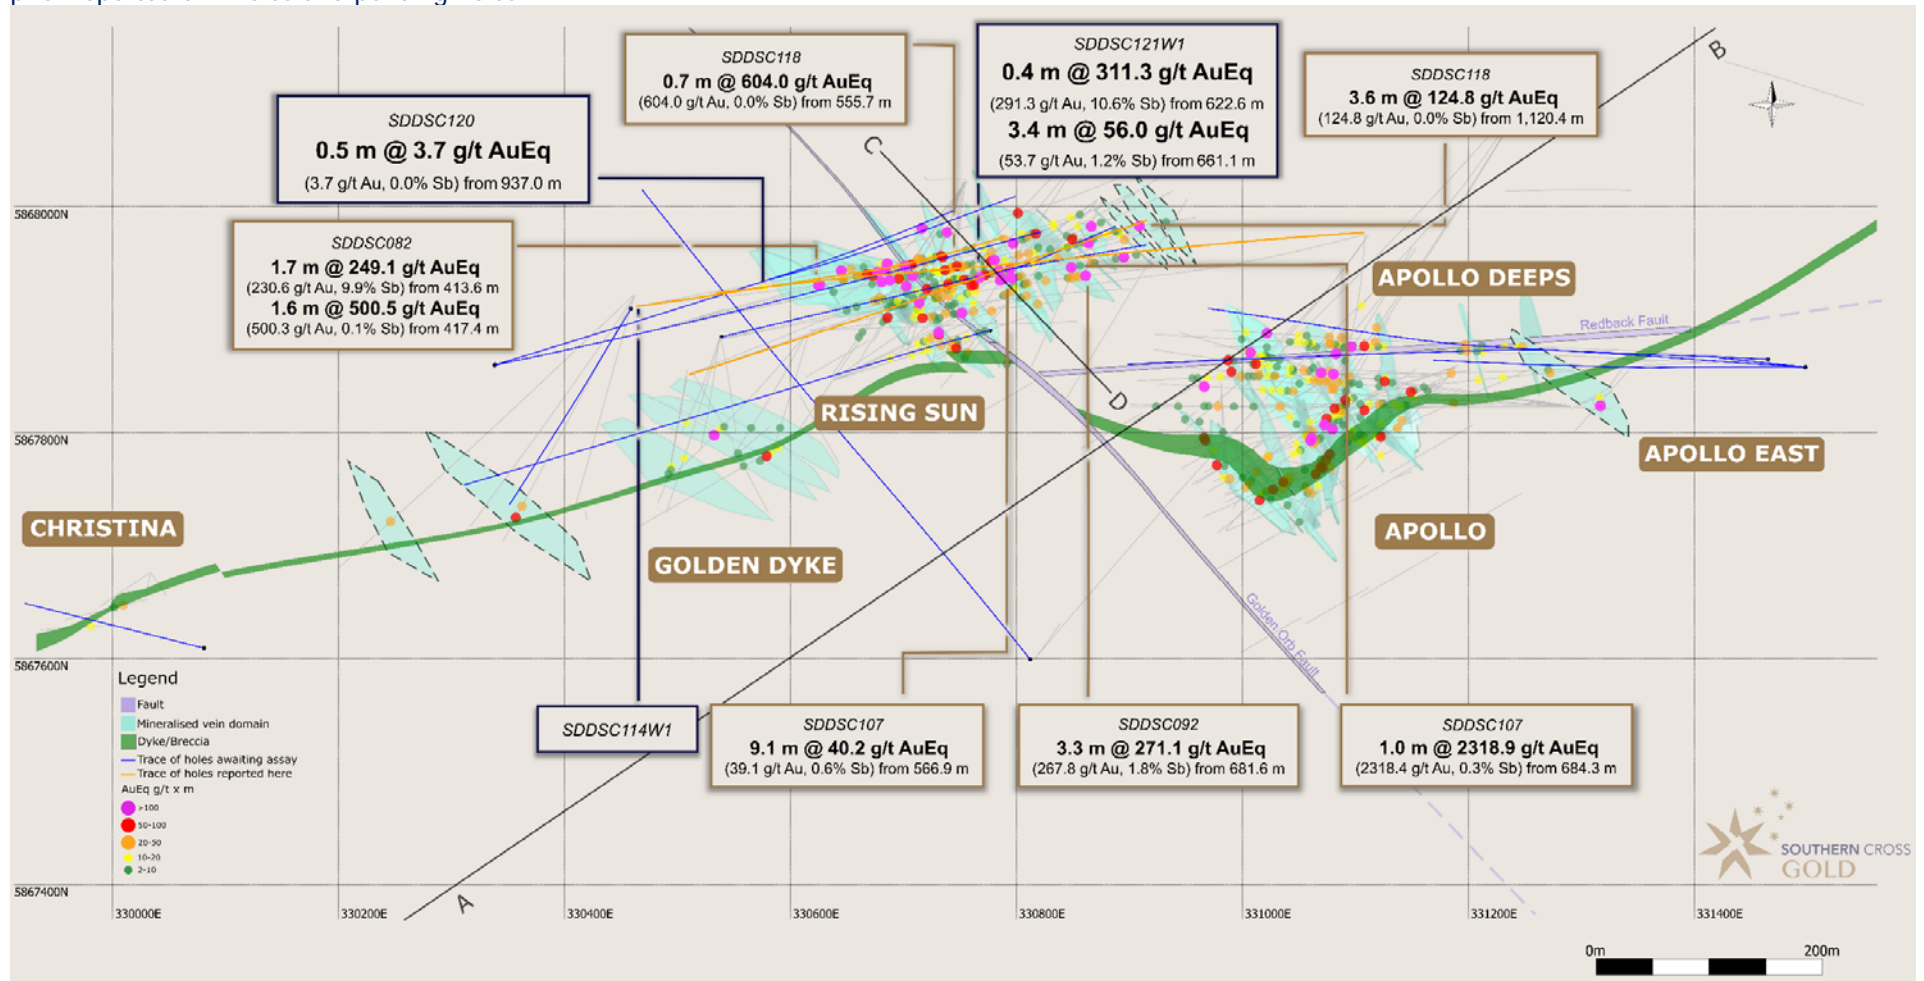 SDDSC118
0.7 m @ 604.0 g/t AuEq
(604.0 g/t Au, 0.0% Sb) from 555.7 m
SDDSC121W1
0.4 m @ 311.3 g/t AuEq
(291.3 g/t Au, 10.6% Sb) from 622.6 m
3.4 m @ 56.0 g/t AuEq
(53.7 g/t Au, 1.2% Sb) from 661.1 m
SDDSC118
3.6 m @ 124.8 g/t AuEq
(124.8 g/t Au, 0.0% Sb) from 1,120.4 m
B
SDDSC120
0.5 m @ 3.7 g/t AuEq
(3.7 g/t Au, 0.0% Sb) from 937.0 m
C
5868000N
SDDSC082
1.7 m @ 249.1 g/t AuEq
(230.6 g/t Au, 9.9% Sb) from 413.6 m
1.6 m @ 500.5 g/t AuEq
(500.3 g/t Au, 0.1% Sb) from 417.4 m
APOLLO DEEPS
Redback Fault
D
RISING SUN
5867800N
APOLLO EAST
CHRISTINA
APOLLO
GOLDEN DYKE
Golden Orb Fault
5867600N
Legend
Fault
Mineralised vein domain
Dyke/Breccia
Trace of holes awaiting assay
Trace of holes reported here
AuEq g/t x m
>100
50-100
20-50
10-20
2-10
SDDSC114W1
SDDSC107
9.1 m @ 40.2 g/t AuEq
(39.1 g/t Au, 0.6% Sb) from 566.9 m
SDDSC092
3.3 m @ 271.1 g/t AuEq
(267.8 g/t Au, 1.8% Sb) from 681.6 m
SDDSC107
1.0 m @ 2318.9 g/t AuEq
(2318.4 g/t Au, 0.3% Sb) from 684.3 m
SOUTHERN CROSS
GOLD
5867400N
A
330000E
330200E
330400E
330600E
330800E
331000E
331200E
331400E
0m
200m